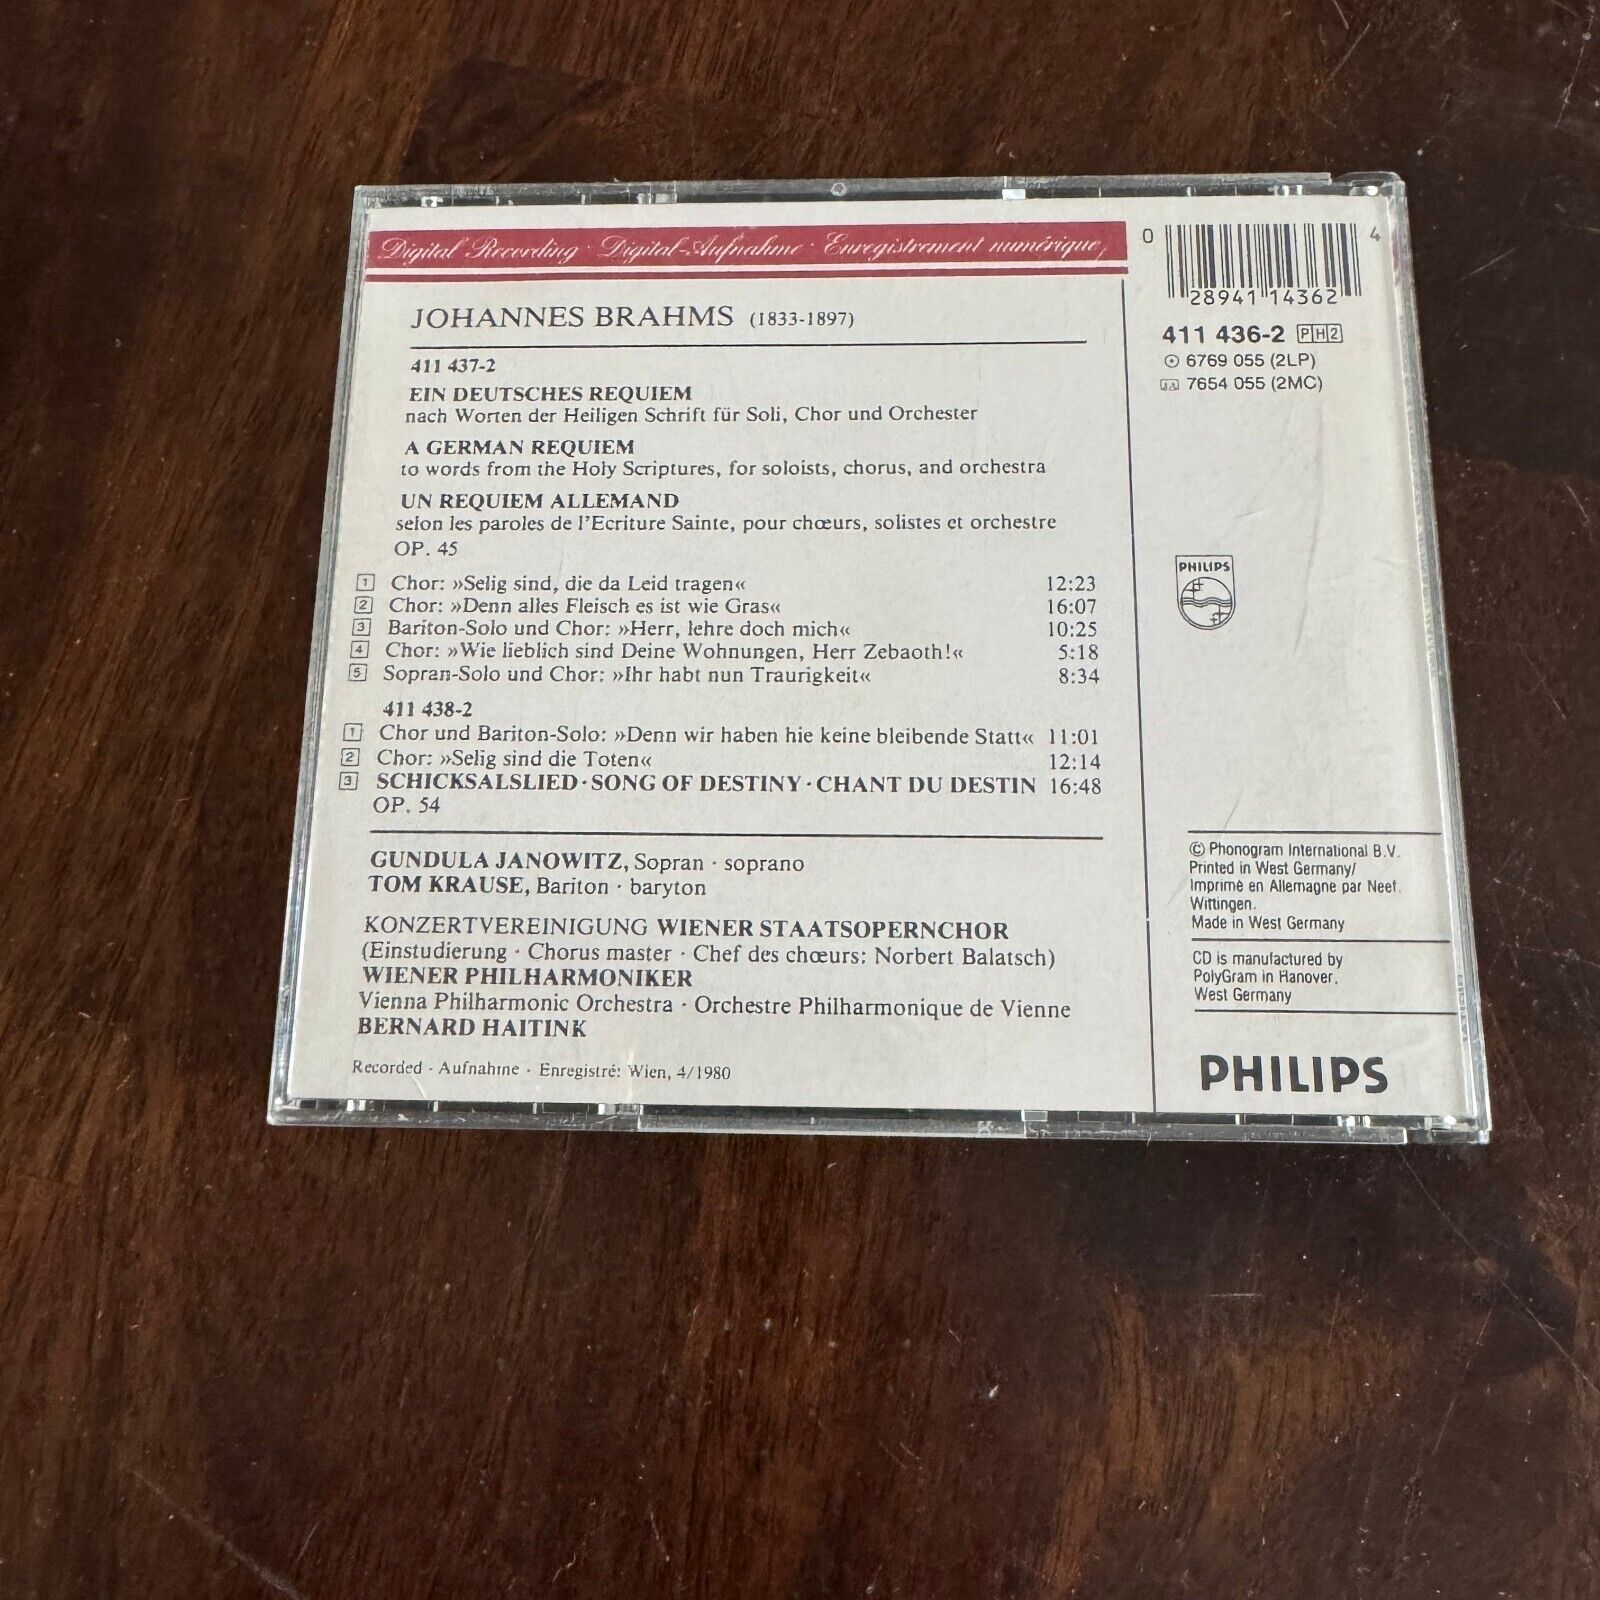 Digital Recording · Digital-Aufnahme · Enregistrement numérique
JOHANNES BRAHMS (1833-1897)
411 437-2
EIN DEUTSCHES REQUIEM
nach Worten der Heiligen Schrift für Soli, Chor und Orchester
A GERMAN REQUIEM
to words from the Holy Scriptures, for soloists, chorus, and orchestra
UN REQUIEM ALLEMAND
selon les paroles de l'Ecriture Sainte, pour chœurs, solistes et orchestre
OP. 45
1 Chor: »Selig sind, die da Leid tragen« 12:23
2 Chor: »Denn alles Fleisch es ist wie Gras« 16:07
3 Bariton-Solo und Chor: »Herr, lehre doch mich« 10:25
4 Chor: »Wie lieblich sind Deine Wohnungen, Herr Zebaoth!« 5:18
5 Sopran-Solo und Chor: »Ihr habt nun Traurigkeit« 8:34
411 438-2
1 Chor und Bariton-Solo: »Denn wir haben hie keine bleibende Statt« 11:01
2 Chor: »Selig sind die Toten« 12:14
3 SCHICKSALSLIED · SONG OF DESTINY · CHANT DU DESTIN 16:48
OP. 54
GUNDULA JANOWITZ, Sopran · soprano
TOM KRAUSE, Bariton · baryton
KONZERTVEREINIGUNG WIENER STAATSOPERNCHOR
(Einstudierung · Chorus master · Chef des chœurs: Norbert Balatsch)
WIENER PHILHARMONIKER
Vienna Philharmonic Orchestra · Orchestre Philharmonique de Vienne
BERNARD HAITINK
Recorded · Aufnahme · Enregistré: Wien, 4/1980
0 28941 14362 4
411 436-2 PH2
6769 055 (2LP)
7654 055 (2MC)
PHILIPS
© Phonogram International B.V.
Printed in West Germany/
Imprimé en Allemagne par Neef,
Wittingen.
Made in West Germany
CD is manufactured by
PolyGram in Hanover,
West Germany
PHILIPS